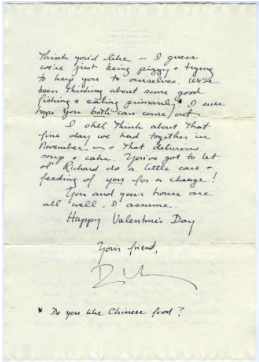 think you'd like — I guess
we're just being piggy + trying
to keep you to ourselves. We've
been thinking about some good
fishing + eating primarily * I sure
hope you both can come out
I still think about that
fine day we had together in
November — + that delicious
soup + cake. You've got to let
ol' Richard do a little care +
feeding of you for a change!
You and yours hove are
all well. I assume.
Happy Valentine's Day
Your friend,
* Do you like Chinese food?